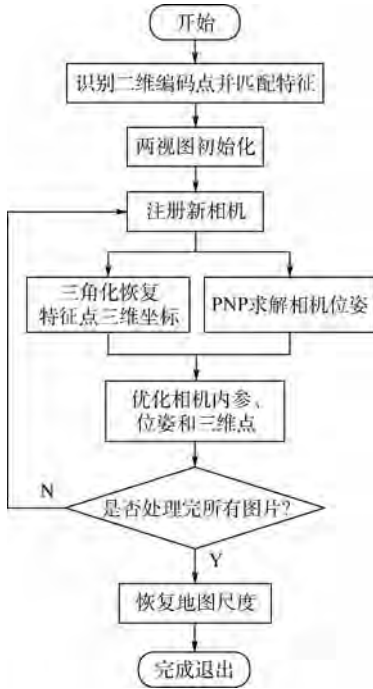 开始
识别二维编码点并匹配特征
两视图初始化
注册新相机
三角化恢复
特征点三维坐标
PNP求解相机位姿
优化相机内参、
位姿和三维点
N
是否处理完所有图片?
Y
恢复地图尺度
完成退出